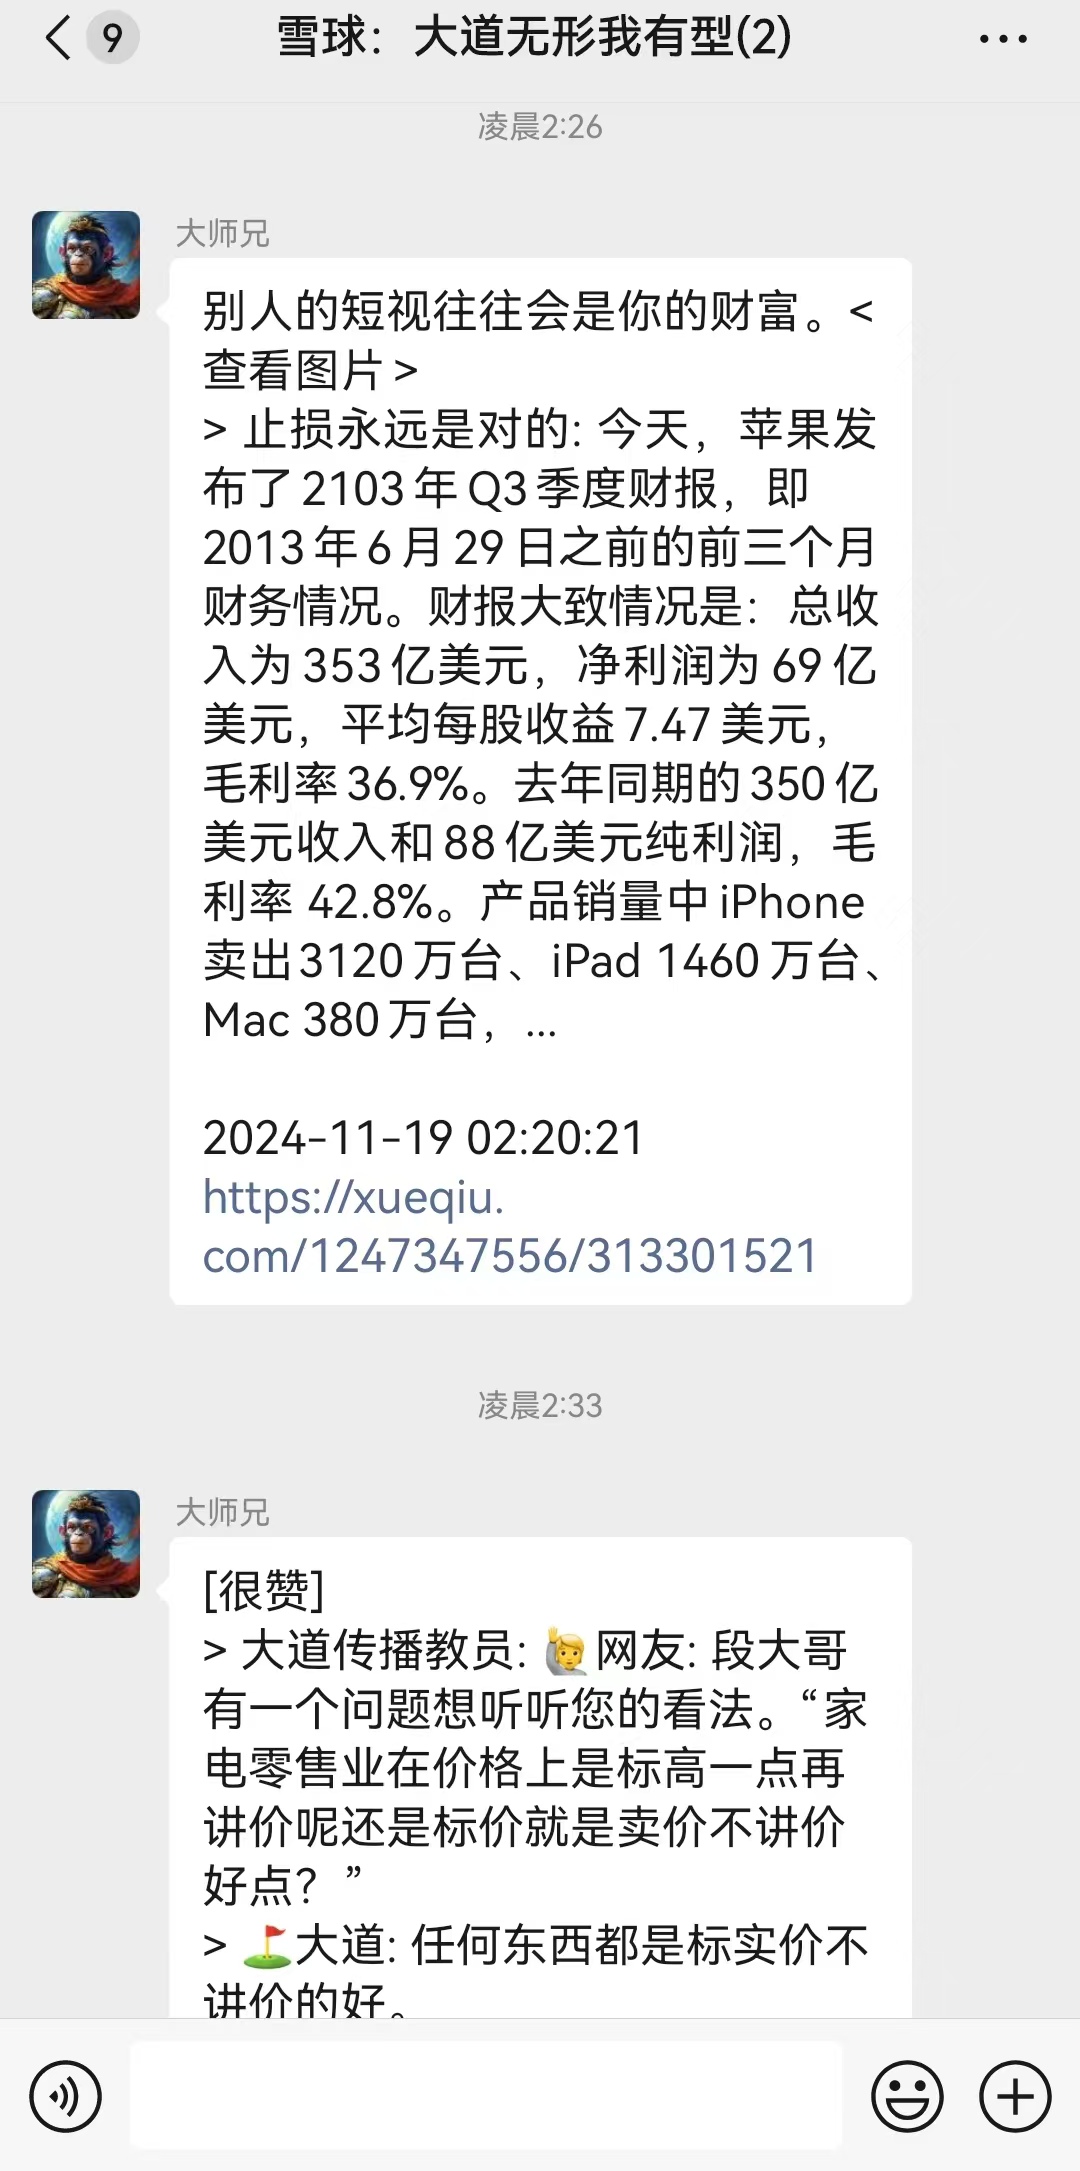 9
雪球：大道无形我有型(2)
凌晨2:26
大师兄
别人的短视往往会是你的财富。<
查看图片>
> 止损永远是对的: 今天，苹果发
布了2103年Q3季度财报，即
2013年6月29日之前的前三个月
财务情况。财报大致情况是：总收
入为353亿美元，净利润为69亿
美元，平均每股收益7.47美元，
毛利率36.9%。去年同期的350亿
美元收入和88亿美元纯利润，毛
利率 42.8%。产品销量中iPhone
卖出3120万台、iPad 1460万台、
Mac 380万台，...
2024-11-19 02:20:21
https://xueqiu.
com/1247347556/313301521
凌晨2:33
大师兄
[很赞]
> 大道传播教员: 🙋网友: 段大哥
有一个问题想听听您的看法。“家
电零售业在价格上是标高一点再
讲价呢还是标价就是卖价不讲价
好点？”
> ⛳大道: 任何东西都是标实价不
讲价的好。